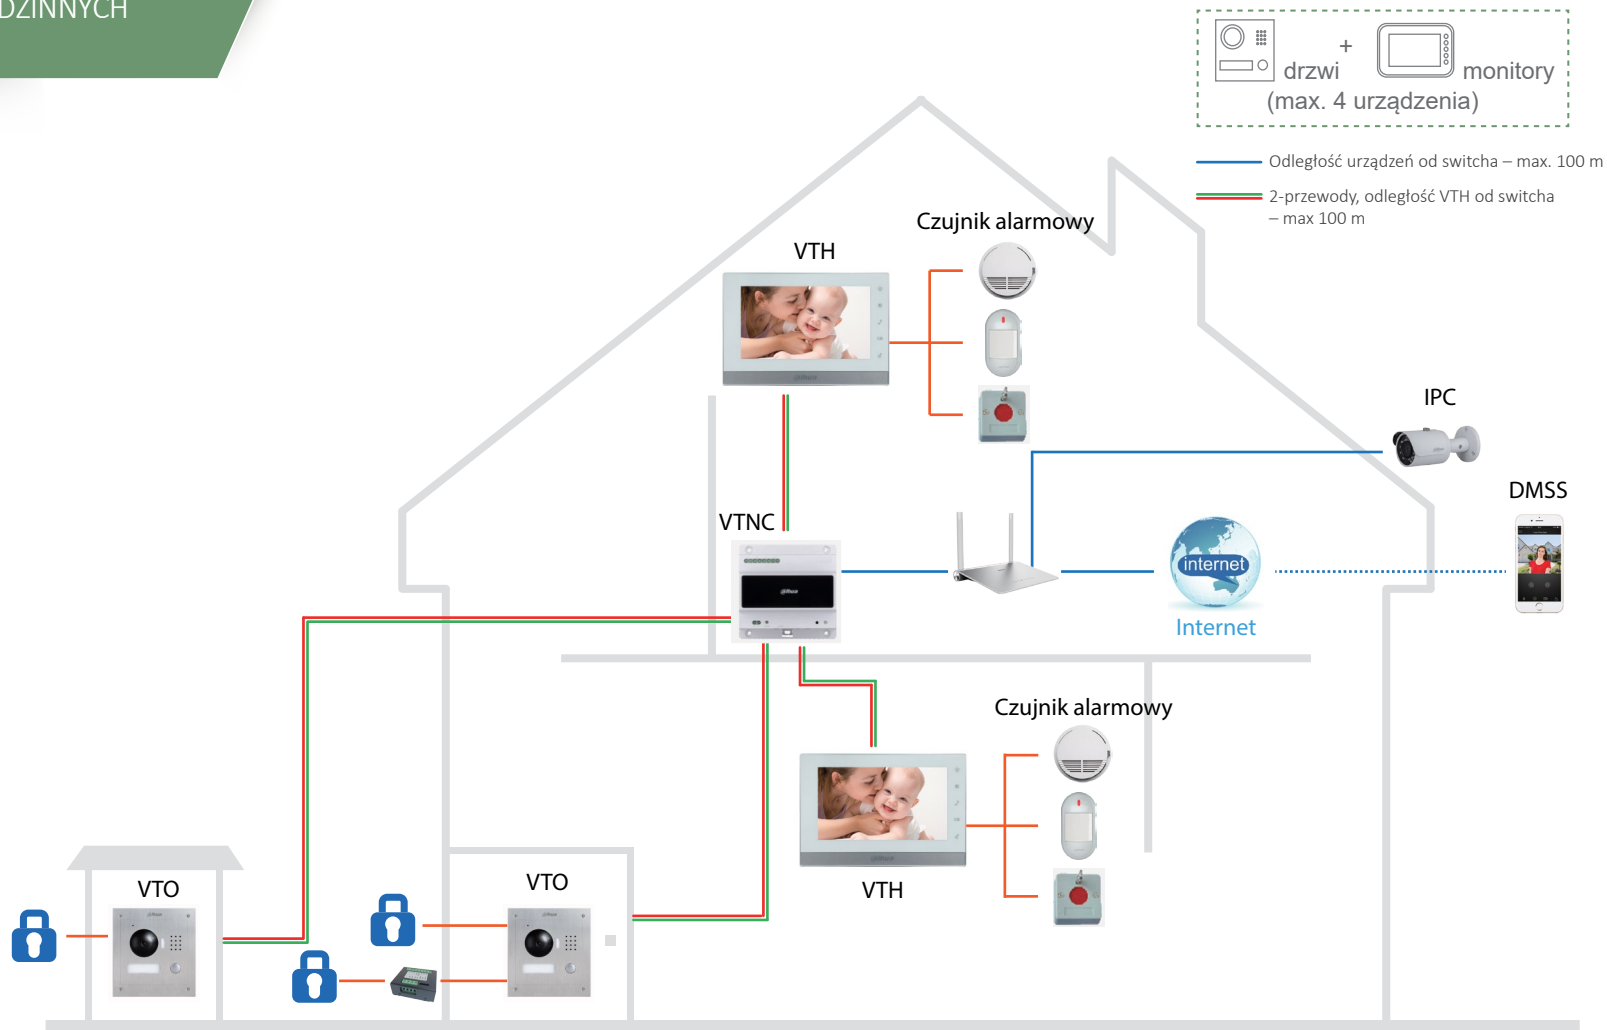 DZINNYCH
+
drzwi
monitory
(max. 4 urządzenia)
Odległość urządzeń od switcha – max. 100 m
2-przewody, odległość VTH od switcha
– max 100 m
Czujnik alarmowy
VTH
IPC
DMSS
VTNC
alhua
internet
Internet
Czujnik alarmowy
VTH
VTO
VTO